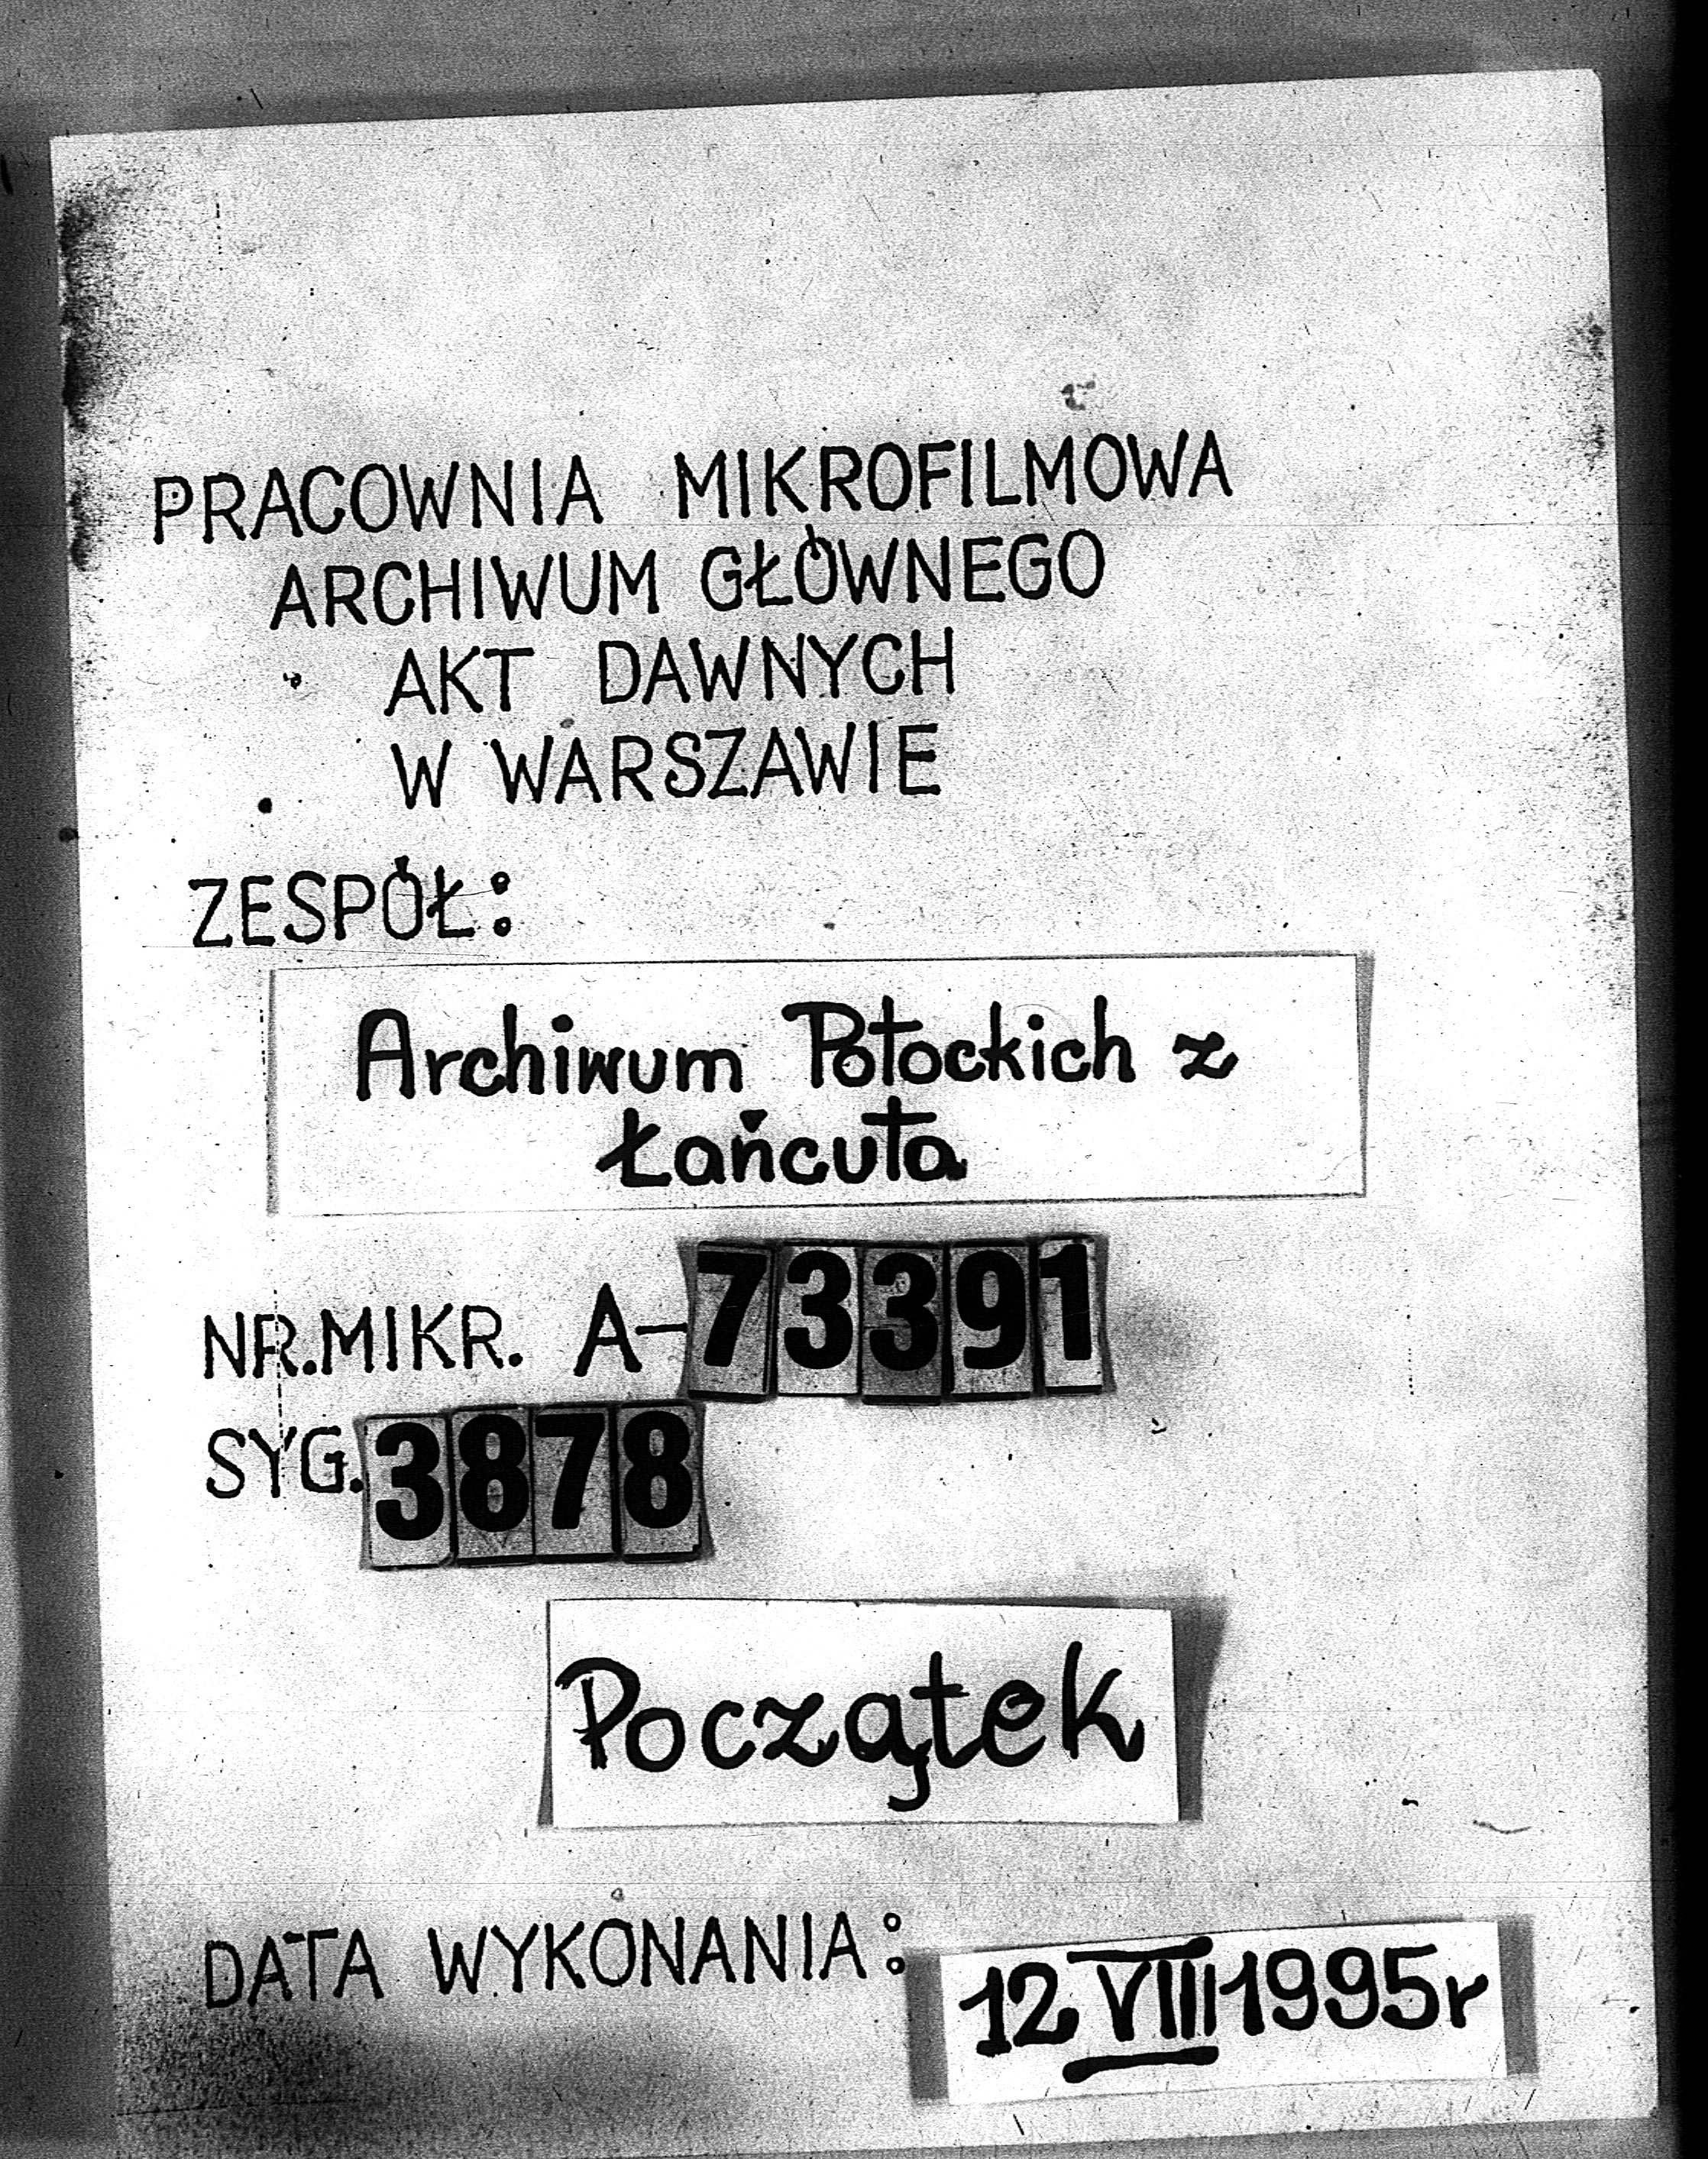 PRACOWNIA MIKROFILMOWA
ARCHIWUM GŁÓWNEGO
AKT DAWNYCH
W WARSZAWIE
ZESPÓŁ:
Archiwum Potockich z
Łańcuta
NR.MIKR. A-73391
SYG. 3878
Początek
DATA WYKONANIA: 12 VIII 1995r